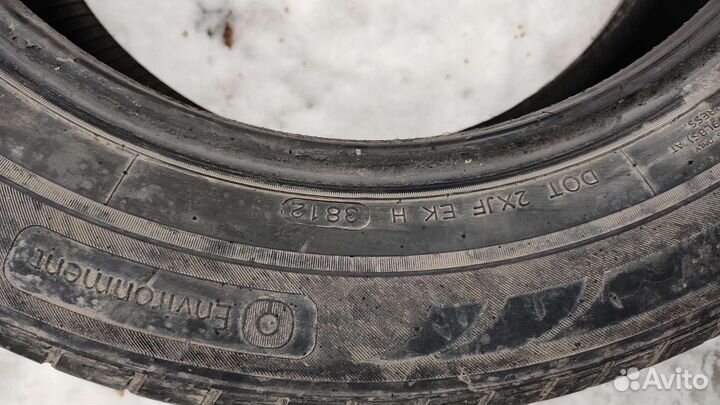 DOT 2XJF EK H 3812
Environment
Avito